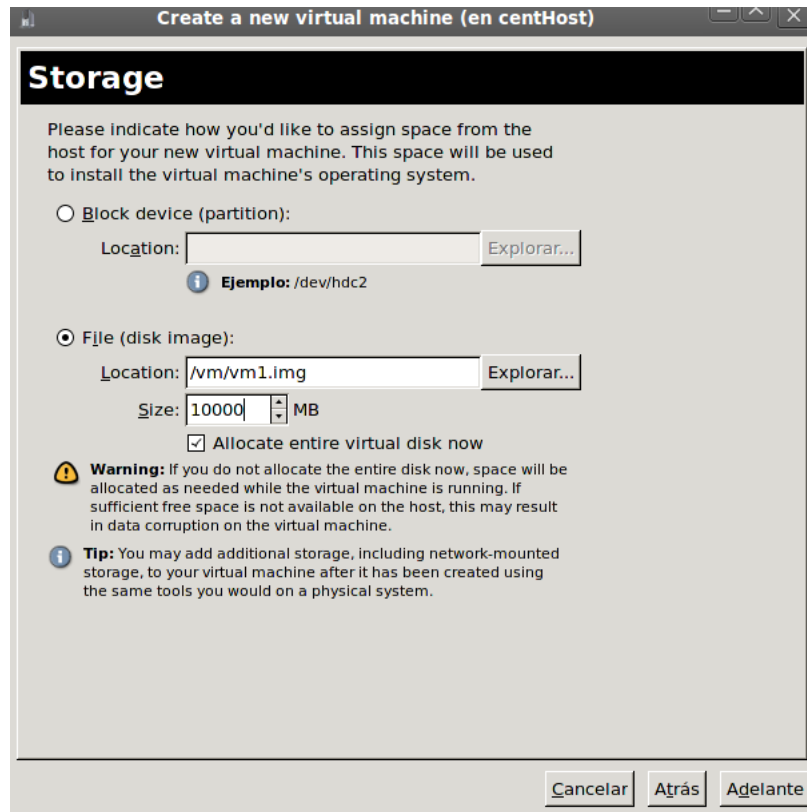 Create a new virtual machine (en centHost)
Storage
Please indicate how you'd like to assign space from the
host for your new virtual machine. This space will be used
to install the virtual machine's operating system.
Block device (partition):
Location: Explorar...
Ejemplo: /dev/hdc2
File (disk image):
Location: /vm/vm1.img Explorar...
Size: 10000 MB
Allocate entire virtual disk now
Warning: If you do not allocate the entire disk now, space will be
allocated as needed while the virtual machine is running. If
sufficient free space is not available on the host, this may result
in data corruption on the virtual machine.
Tip: You may add additional storage, including network-mounted
storage, to your virtual machine after it has been created using
the same tools you would on a physical system.
Cancelar Atrás Adelante